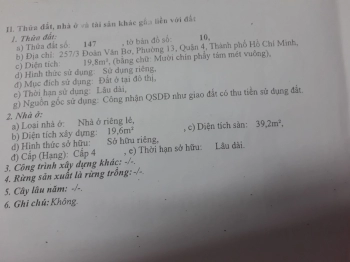 II. Thửa đất, nhà ở và tài sản khác gắn liền với đất
1. Thửa đất:
a) Thửa đất số: 147 , tờ bản đồ số: 10,
b) Địa chỉ: 257/3 Đoàn Văn Bơ, Phường 13, Quận 4, Thành phố Hồ Chí Minh,
c) Diện tích: 19,8m², (bằng chữ: Mười chín phẩy tám mét vuông),
d) Hình thức sử dụng: Sử dụng riêng,
đ) Mục đích sử dụng: Đất ở tại đô thị,
e) Thời hạn sử dụng: Lâu dài,
g) Nguồn gốc sử dụng: Công nhận QSDĐ như giao đất có thu tiền sử dụng đất.
2. Nhà ở:
a) Loại nhà ở: Nhà ở riêng lẻ,
b) Diện tích xây dựng: 19,6m² , c) Diện tích sàn: 39,2m²,
d) Hình thức sở hữu: Sở hữu riêng,
đ) Cấp (Hạng): Cấp 4 , e) Thời hạn sở hữu: Lâu dài.
3. Công trình xây dựng khác: -/-.
4. Rừng sản xuất là rừng trồng: -/-.
5. Cây lâu năm: -/-.
6. Ghi chú: Không.